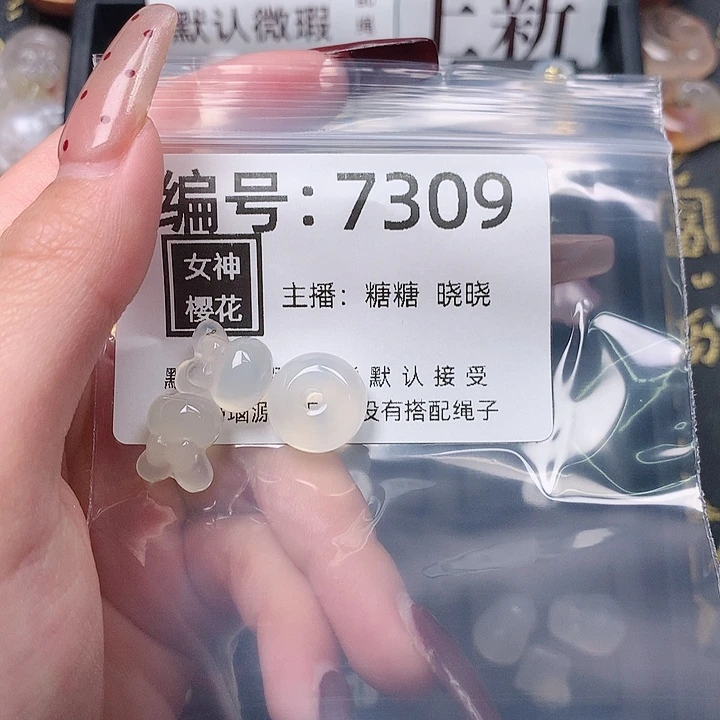 默认微瑕
上新
编号:7309
女神
樱花
主播：糖糖 晓晓
默认接受
没有搭配绳子